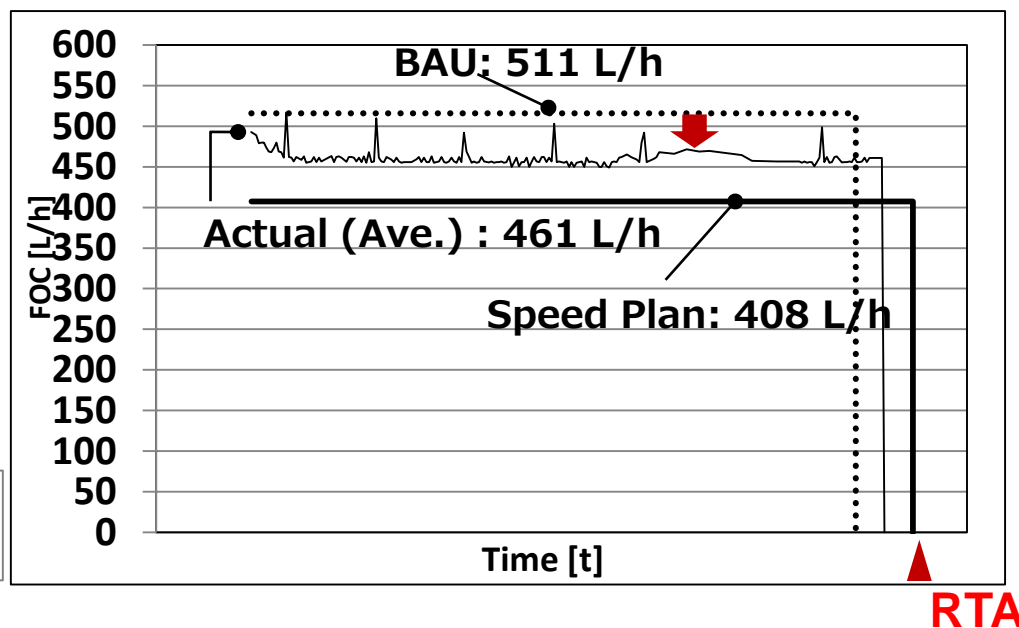 600
550
500
450
400
350
300
250
200
150
100
50
0
FOC [L/h]
BAU: 511 L/h
Actual (Ave.) : 461 L/h
Speed Plan: 408 L/h
Time [t]
RTA